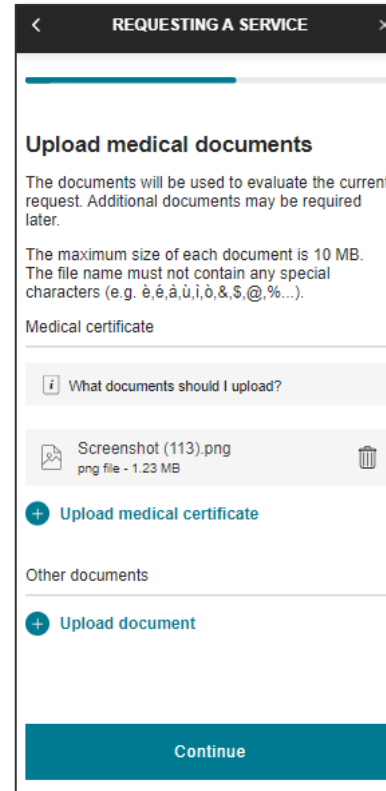 REQUESTING A SERVICE
Upload medical documents
The documents will be used to evaluate the current
request. Additional documents may be required
later.
The maximum size of each document is 10 MB.
The file name must not contain any special
characters (e.g. è,é,à,ù,ì,ò,&,$,@,%...).
Medical certificate
i What documents should I upload?
Screenshot (113).png
png file - 1.23 MB
+ Upload medical certificate
Other documents
+ Upload document
Continue